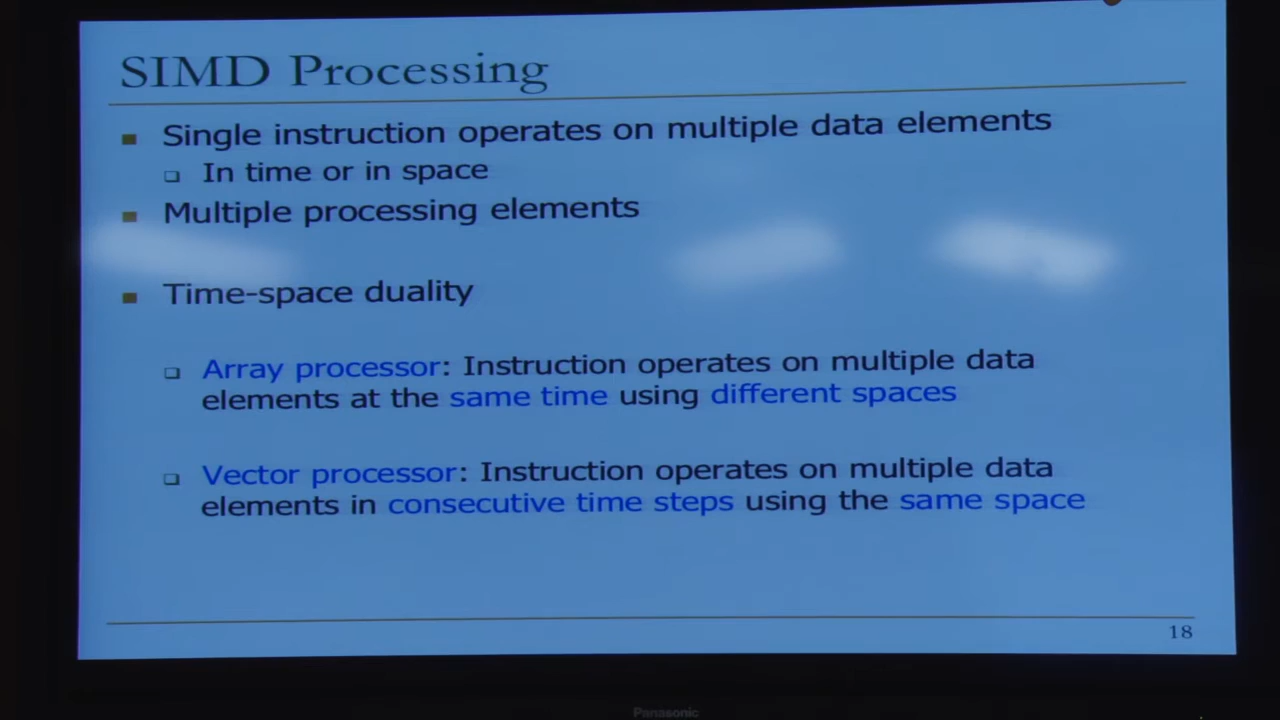 SIMD Processing
Single instruction operates on multiple data elements
In time or in space
Multiple processing elements
Time-space duality
Array processor: Instruction operates on multiple data
elements at the same time using different spaces
Vector processor: Instruction operates on multiple data
elements in consecutive time steps using the same space
18
Panasonic